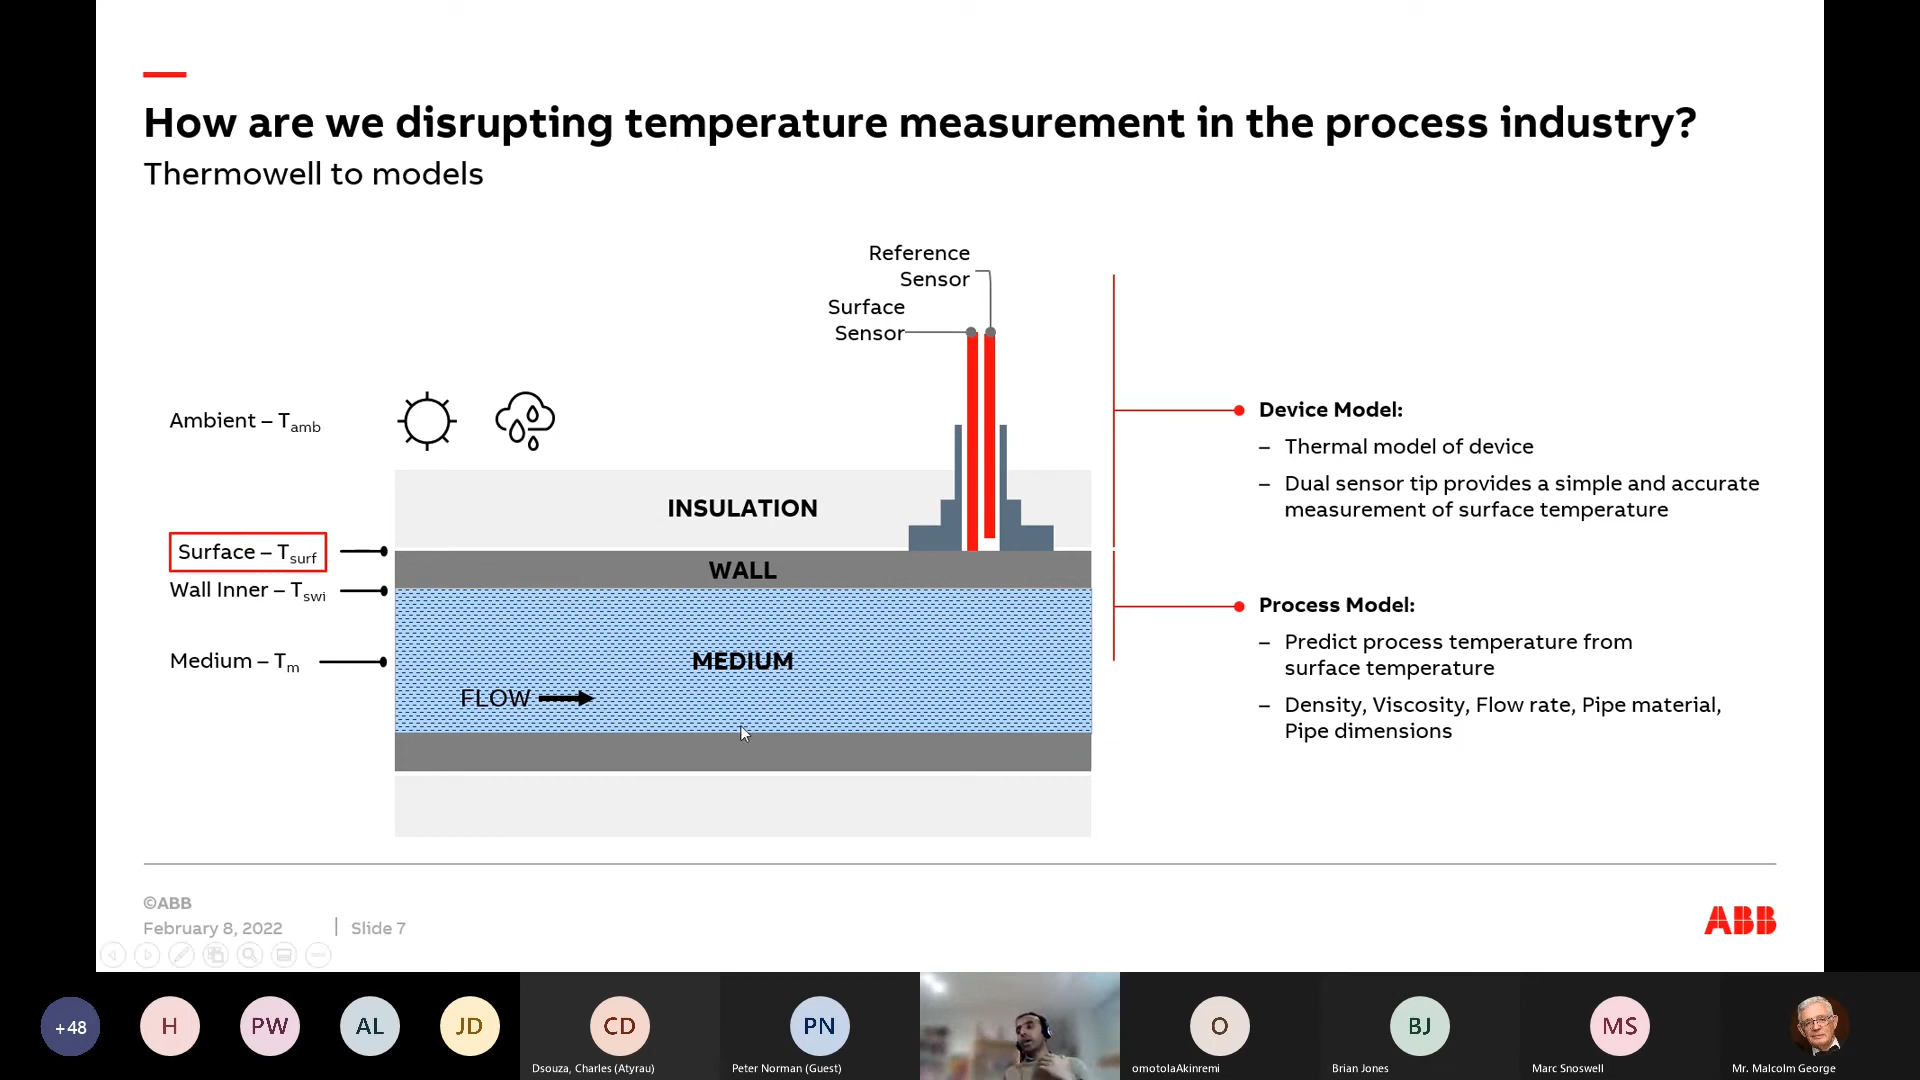 How are we disrupting temperature measurement in the process industry?
Thermowell to models
Reference
Sensor
Surface
Sensor
Ambient – Tamb
INSULATION
Surface – Tsurf
WALL
Wall Inner – Tswi
Medium – Tm
MEDIUM
FLOW
Device Model:
– Thermal model of device
– Dual sensor tip provides a simple and accurate
measurement of surface temperature
Process Model:
– Predict process temperature from
surface temperature
– Density, Viscosity, Flow rate, Pipe material,
Pipe dimensions
©ABB
February 8, 2022 | Slide 7
ABB
+48
H
PW
AL
JD
CD
Dsouza, Charles (Atyrau)
PN
Peter Norman (Guest)
O
omotolaAkinremi
BJ
Brian Jones
MS
Marc Snoswell
Mr. Malcolm George